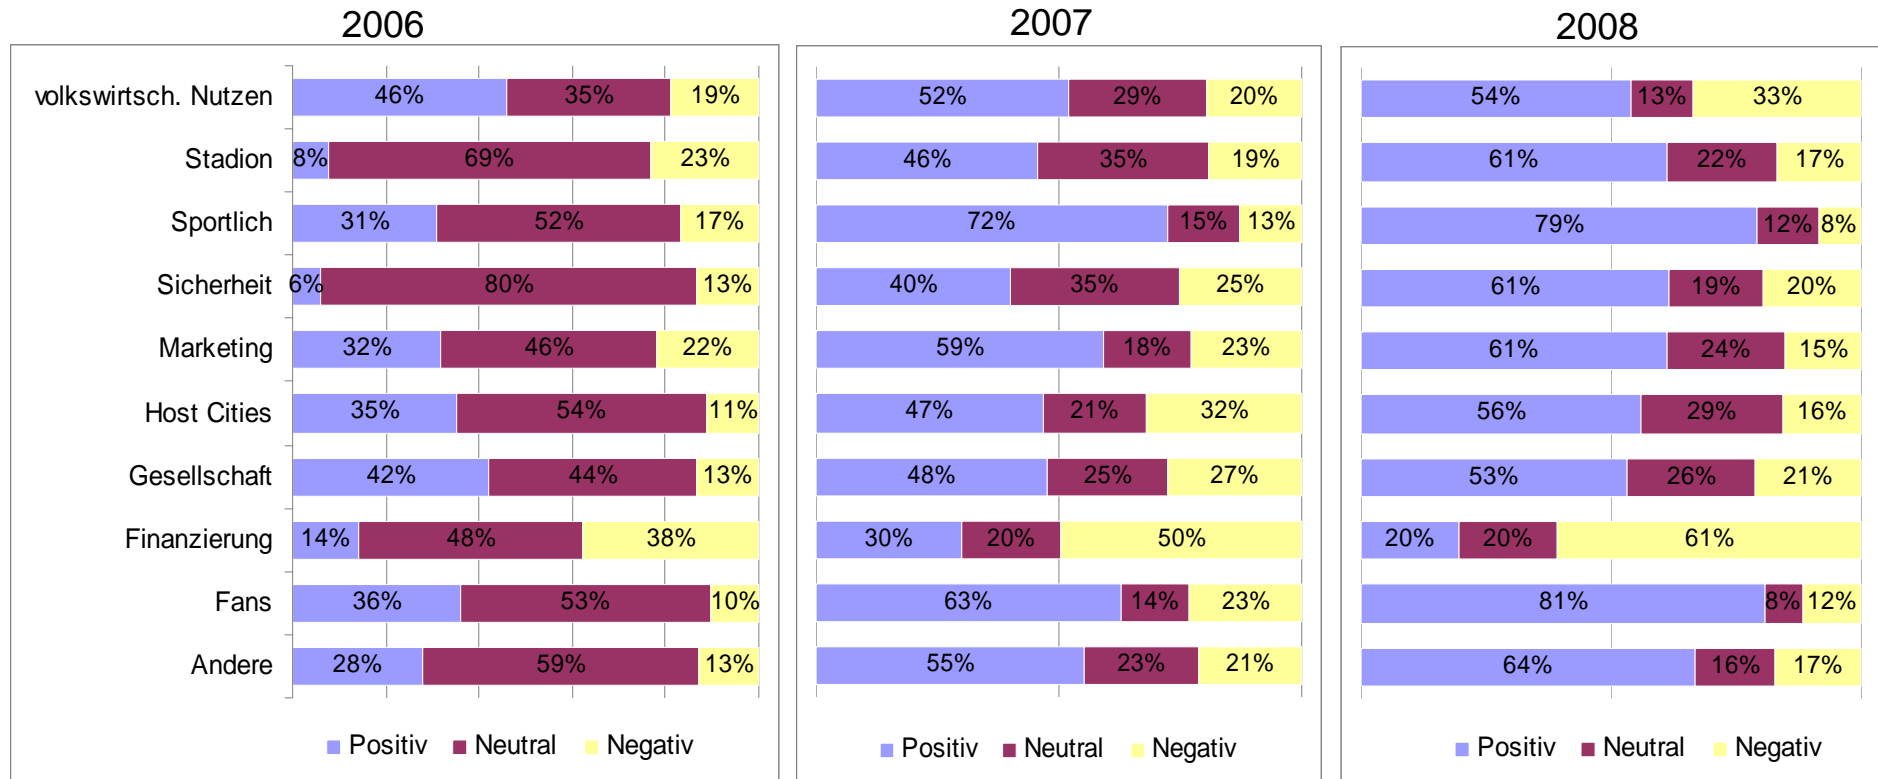 2006 2007 2008
volkswirtsch. Nutzen 46% 35% 19% 52% 29% 20% 54% 13% 33%
Stadion 8% 69% 23% 46% 35% 19% 61% 22% 17%
Sportlich 31% 52% 17% 72% 15% 13% 79% 12% 8%
Sicherheit 6% 80% 13% 40% 35% 25% 61% 19% 20%
Marketing 32% 46% 22% 59% 18% 23% 61% 24% 15%
Host Cities 35% 54% 11% 47% 21% 32% 56% 29% 16%
Gesellschaft 42% 44% 13% 48% 25% 27% 53% 26% 21%
Finanzierung 14% 48% 38% 30% 20% 50% 20% 20% 61%
Fans 36% 53% 10% 63% 14% 23% 81% 8% 12%
Andere 28% 59% 13% 55% 23% 21% 64% 16% 17%
Positiv Neutral Negativ Positiv Neutral Negativ Positiv Neutral Negativ